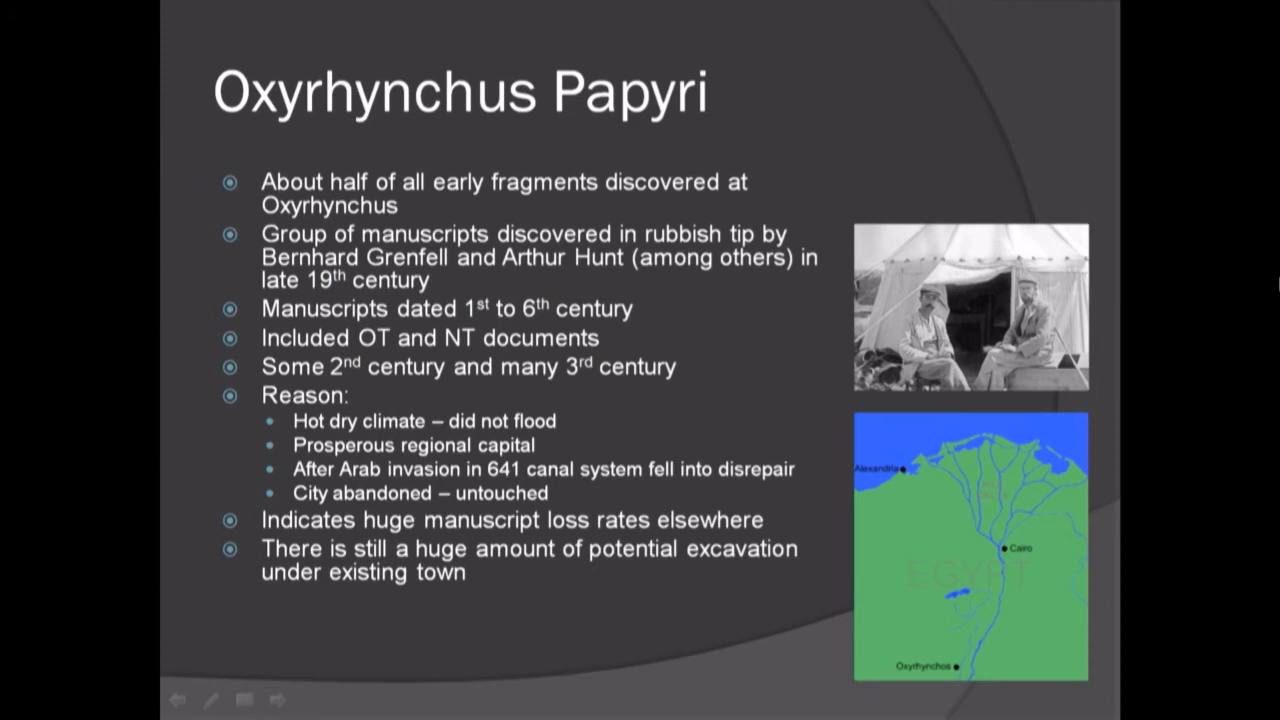 Oxyrhynchus Papyri
About half of all early fragments discovered at
Oxyrhynchus
Group of manuscripts discovered in rubbish tip by
Bernhard Grenfell and Arthur Hunt (among others) in
late 19th century
Manuscripts dated 1st to 6th century
Included OT and NT documents
Some 2nd century and many 3rd century
Reason:
Hot dry climate – did not flood
Prosperous regional capital
After Arab invasion in 641 canal system fell into disrepair
City abandoned – untouched
Indicates huge manuscript loss rates elsewhere
There is still a huge amount of potential excavation
under existing town
Alexandria
Cairo
EGYPT
Oxyrhynchos